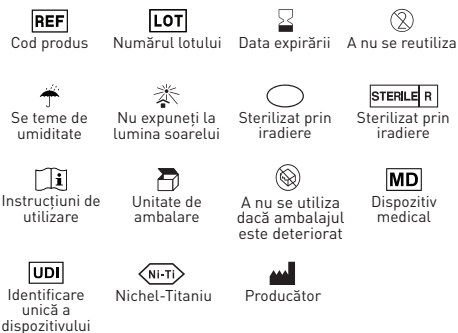 REF
LOT
Cod produs
Numărul lotului
Data expirării
A nu se reutiliza
2
STERILE R
Se teme de
umiditate
Nu expuneți la
lumina soarelui
Sterilizat prin
iradiere
Sterilizat prin
iradiere
i
MD
Instrucțiuni de
utilizare
Unitate de
ambalare
A nu se utiliza
dacă ambalajul
este deteriorat
Dispozitiv
medical
UDI
Ni-Ti
Identificare
unică a
dispozitivului
Nichel-Titaniu
Producător